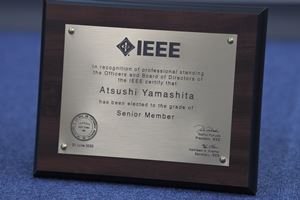 IEEE
In recognition of professional standing
the Officers and Board of Directors of
the IEEE certify that
Atsushi Yamashita
has been elected to the grade of
Senior Member